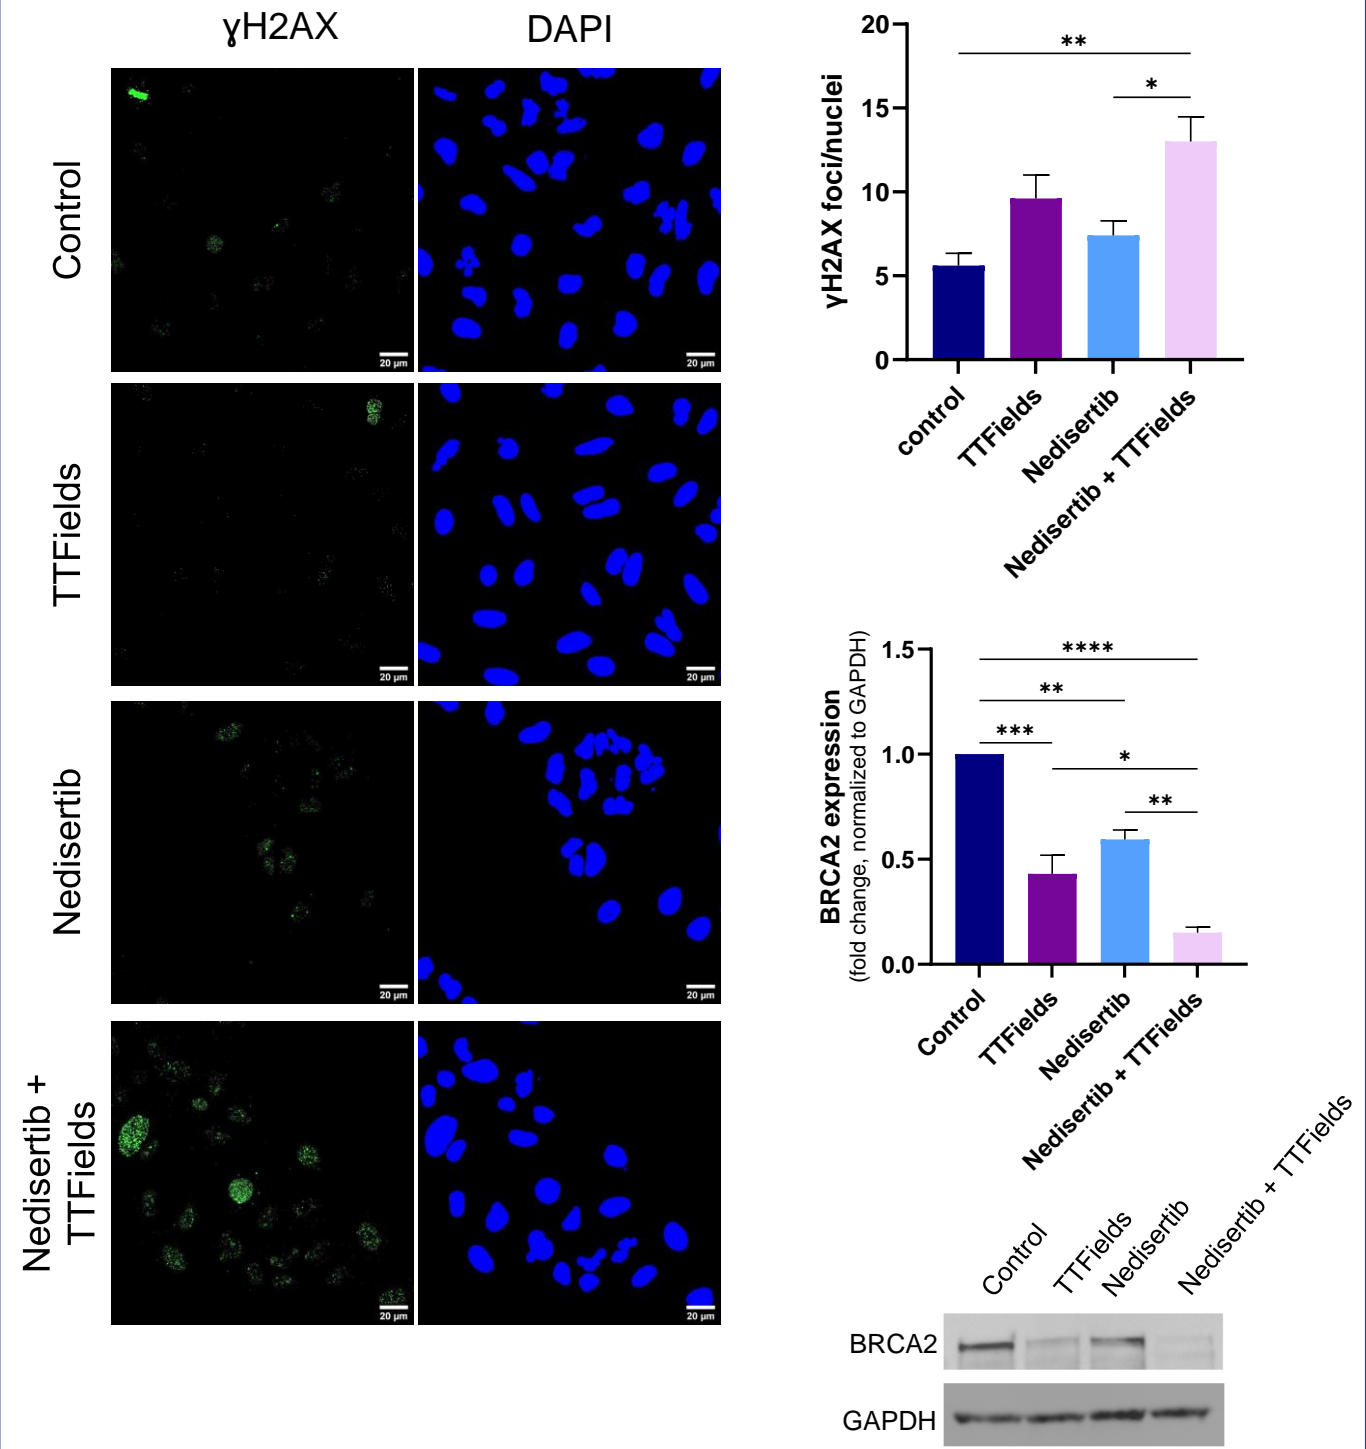 ɣH2AX
DAPI
Control
20 µm
20 µm
TTFields
20 µm
20 µm
Nedisertib
20 µm
20 µm
Nedisertib +
TTFields
20 µm
20 µm
γH2AX foci/nuclei
20
15
10
5
0
**
*
control
TTFields
Nedisertib
Nedisertib + TTFields
BRCA2 expression
(fold change, normalized to GAPDH)
1.5
1.0
0.5
0.0
****
**
***
*
**
Control
TTFields
Nedisertib
Nedisertib + TTFields
Control
TTFields
Nedisertib
Nedisertib + TTFields
BRCA2
GAPDH